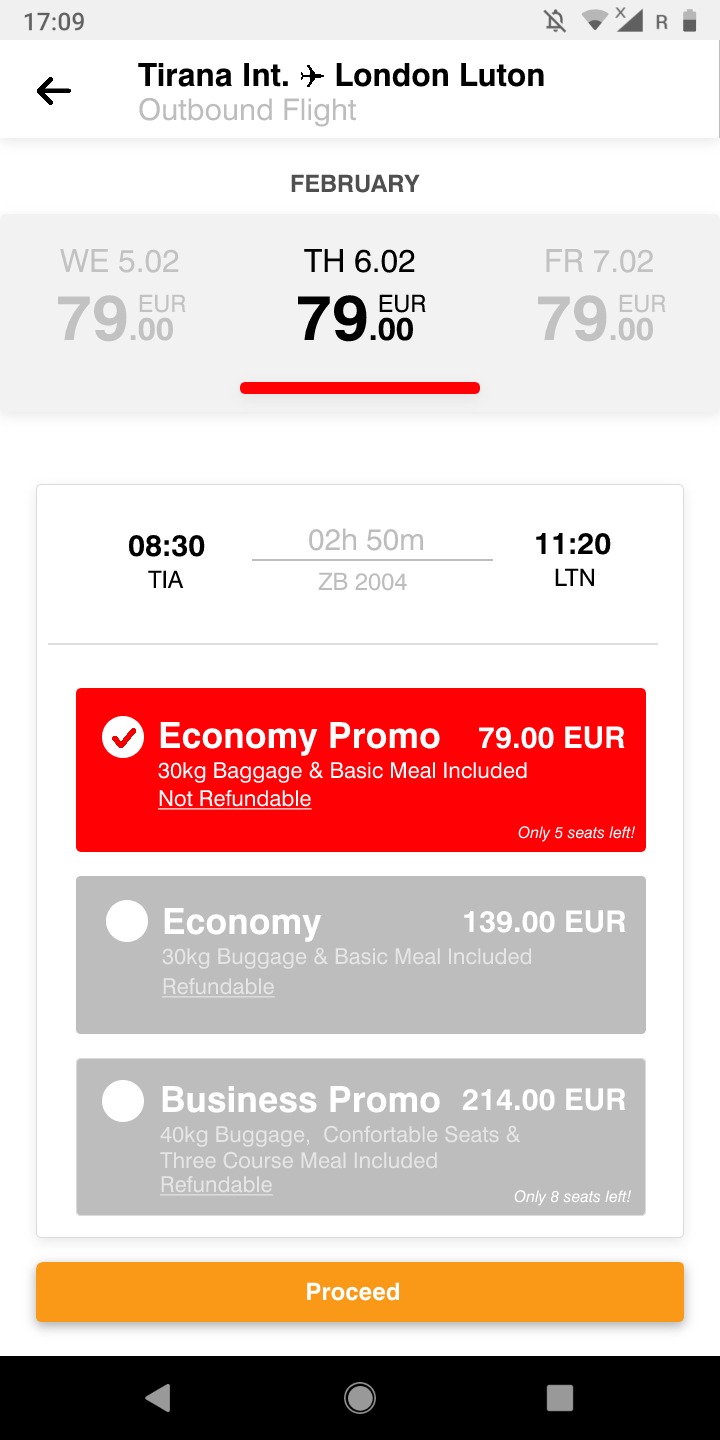 17:09
R
Tirana Int. ✈ London Luton
Outbound Flight
FEBRUARY
WE 5.02
79.00 EUR
TH 6.02
79.00 EUR
FR 7.02
79.00 EUR
08:30
TIA
02h 50m
ZB 2004
11:20
LTN
Economy Promo 79.00 EUR
30kg Baggage & Basic Meal Included
Not Refundable
Only 5 seats left!
Economy 139.00 EUR
30kg Buggage & Basic Meal Included
Refundable
Business Promo 214.00 EUR
40kg Buggage, Confortable Seats &
Three Course Meal Included
Refundable
Only 8 seats left!
Proceed